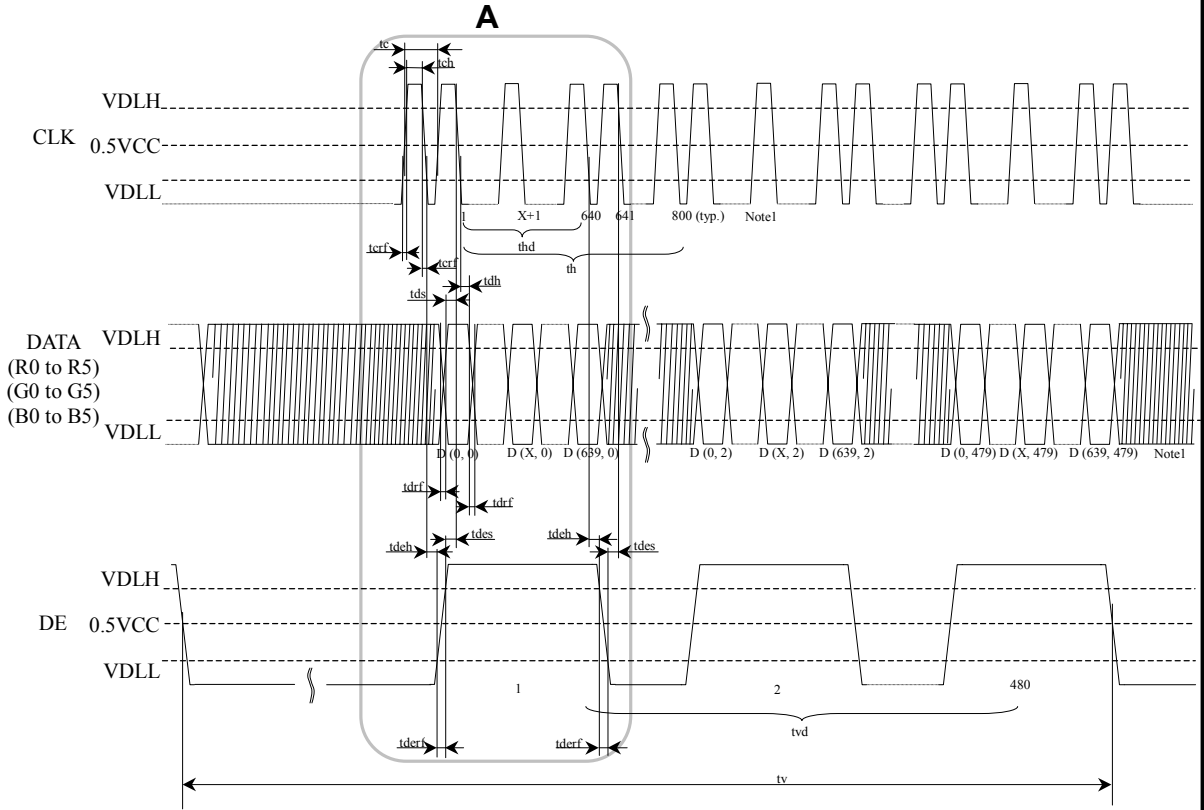 A
tc
tch
VDLH
CLK 0.5VCC
VDLL
1 X+1 640 641 800 (typ.) Note1
thd
th
tcrf
tcrf
tdh
tds
DATA
(R0 to R5)
(G0 to G5)
(B0 to B5)
VDLH
VDLL
D (0, 0) D (X, 0) D (639, 0) D (0, 2) D (X, 2) D (639, 2) D (0, 479) D (X, 479) D (639, 479) Note1
tdrf
tdrf
tdes
tdeh
tdeh
tdes
VDLH
DE 0.5VCC
VDLL
1 2 480
tvd
tderf tderf
tv